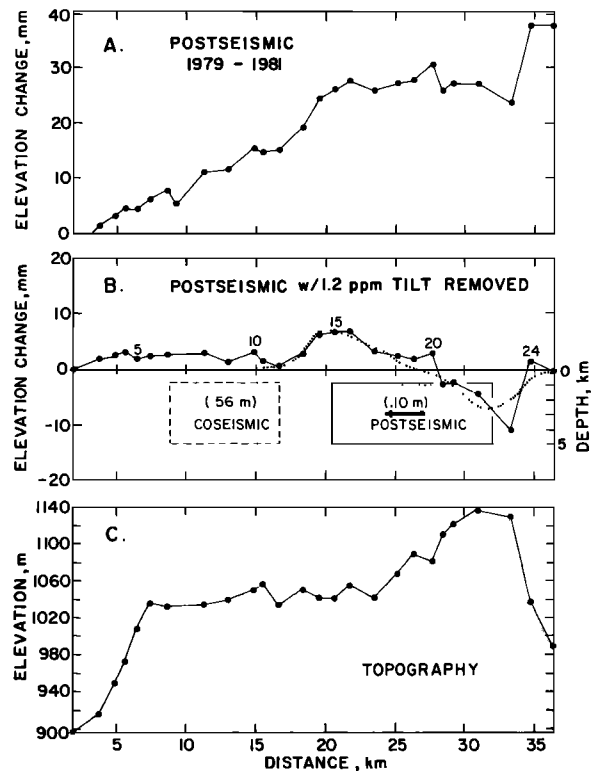 A. POSTSEISMIC
1979 - 1981
ELEVATION CHANGE, mm
40
30
20
10
0
B. POSTSEISMIC w/1.2 ppm TILT REMOVED
ELEVATION CHANGE, mm
20
10
0
-10
-20
5
10
15
20
24
(.56 m)
COSEISMIC
(.10 m)
POSTSEISMIC
0
5
DEPTH, km
C.
ELEVATION, m
1140
1100
1060
1020
980
940
900
TOPOGRAPHY
5 10 15 20 25 30 35
DISTANCE, km